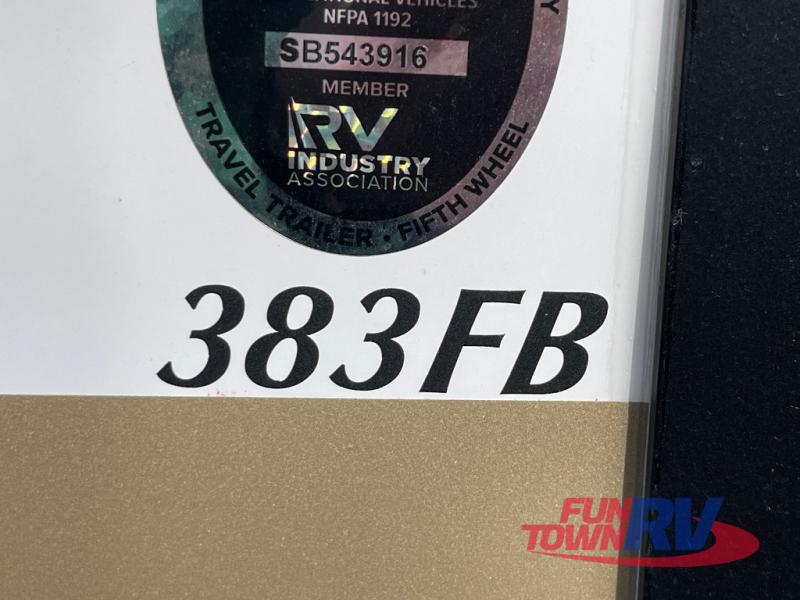 NFPA 1192
SB543916
MEMBER
RV
INDUSTRY
ASSOCIATION
TRAVEL TRAILER • FIFTH WHEEL
383FB
FUN
TOWN RV